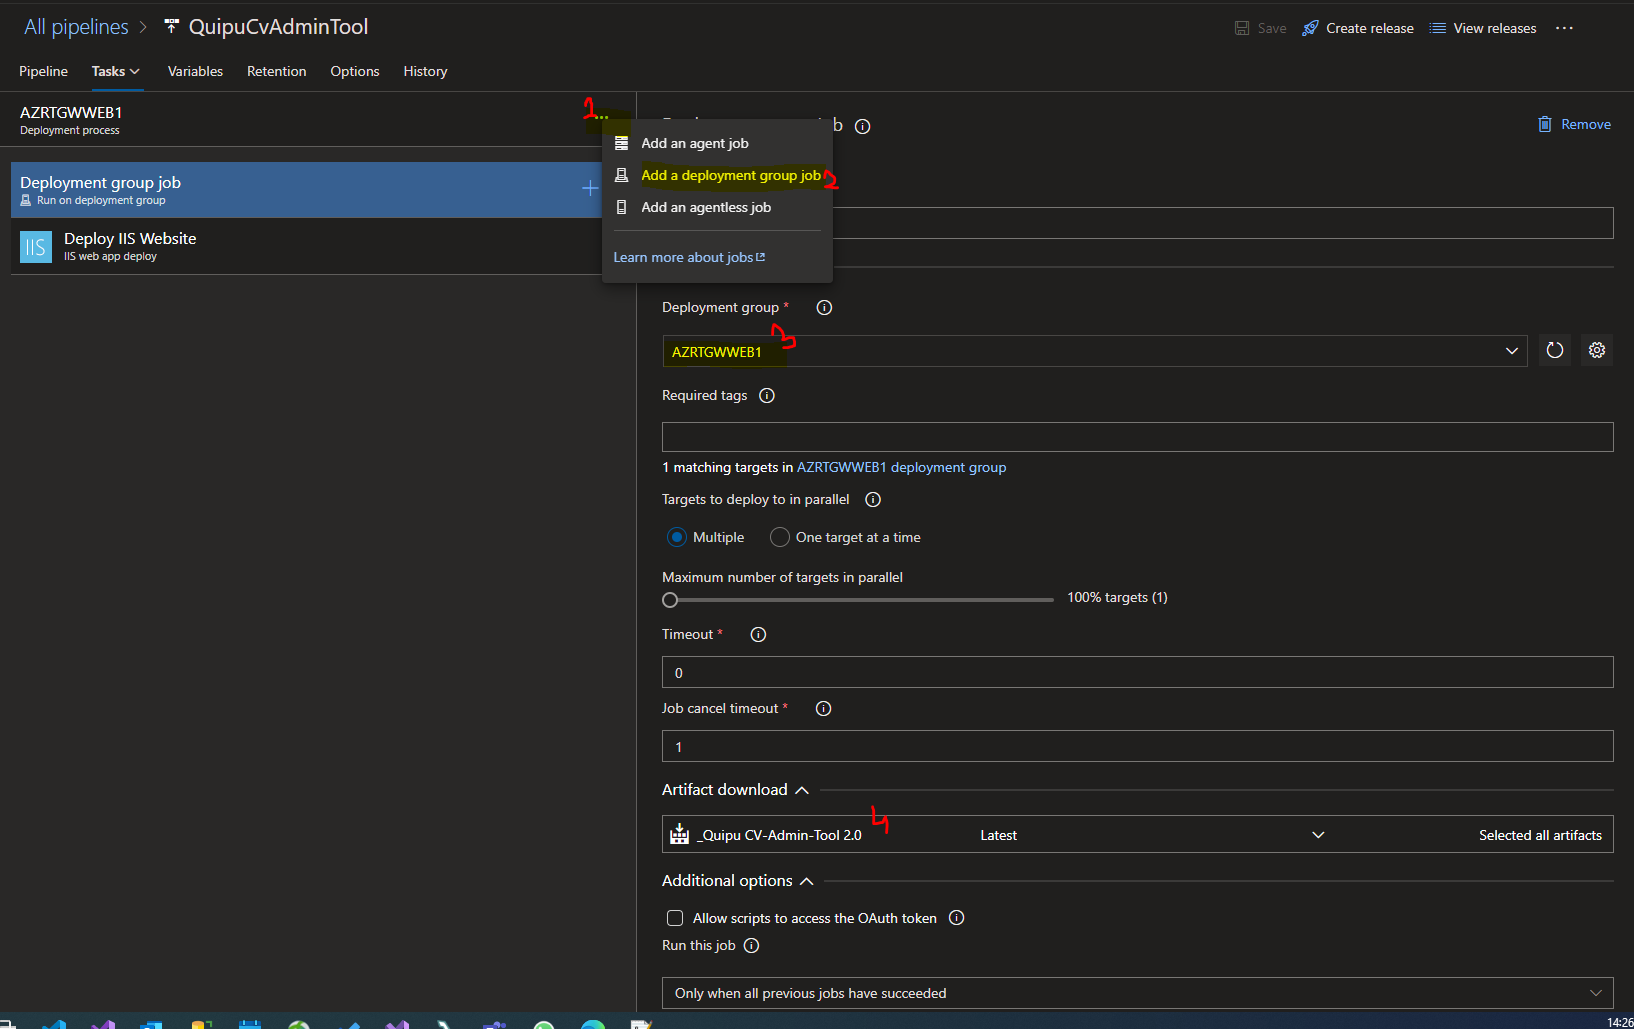 All pipelines > QuipuCvAdminTool
Save Create release View releases ...
Pipeline Tasks Variables Retention Options History
AZRTGWWEB1
Deployment process
1
...
Remove
Deployment group job
Run on deployment group
+
Deploy IIS Website
IIS
IIS web app deploy
Add an agent job
Add a deployment group job
2
Add an agentless job
Learn more about jobs
Deployment group *
3
AZRTGWWEB1
Required tags
1 matching targets in AZRTGWWEB1 deployment group
Targets to deploy to in parallel
Multiple One target at a time
Maximum number of targets in parallel
100% targets (1)
Timeout *
0
Job cancel timeout *
1
Artifact download
4
_Quipu CV-Admin-Tool 2.0 Latest Selected all artifacts
Additional options
Allow scripts to access the OAuth token
Run this job
Only when all previous jobs have succeeded
14:26